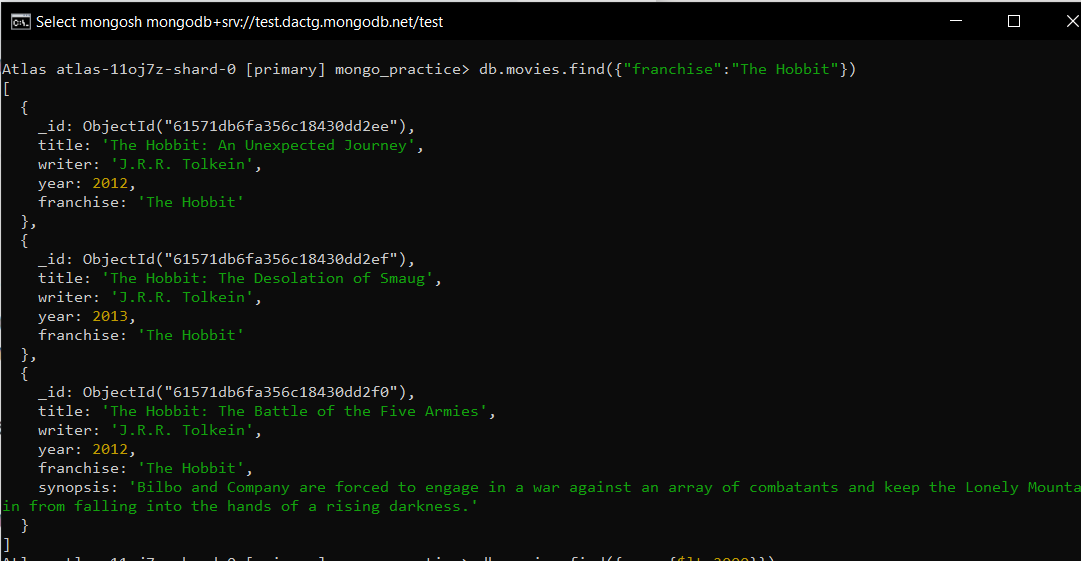 Select mongosh mongodb+srv://test.dactg.mongodb.net/test
Atlas atlas-11oj7z-shard-0 [primary] mongo_practice> db.movies.find({"franchise":"The Hobbit"})
[
  {
    _id: ObjectId("61571db6fa356c18430dd2ee"),
    title: 'The Hobbit: An Unexpected Journey',
    writer: 'J.R.R. Tolkein',
    year: 2012,
    franchise: 'The Hobbit'
  },
  {
    _id: ObjectId("61571db6fa356c18430dd2ef"),
    title: 'The Hobbit: The Desolation of Smaug',
    writer: 'J.R.R. Tolkein',
    year: 2013,
    franchise: 'The Hobbit'
  },
  {
    _id: ObjectId("61571db6fa356c18430dd2f0"),
    title: 'The Hobbit: The Battle of the Five Armies',
    writer: 'J.R.R. Tolkein',
    year: 2012,
    franchise: 'The Hobbit',
    synopsis: 'Bilbo and Company are forced to engage in a war against an array of combatants and keep the Lonely Mounta
in from falling into the hands of a rising darkness.'
  }
]